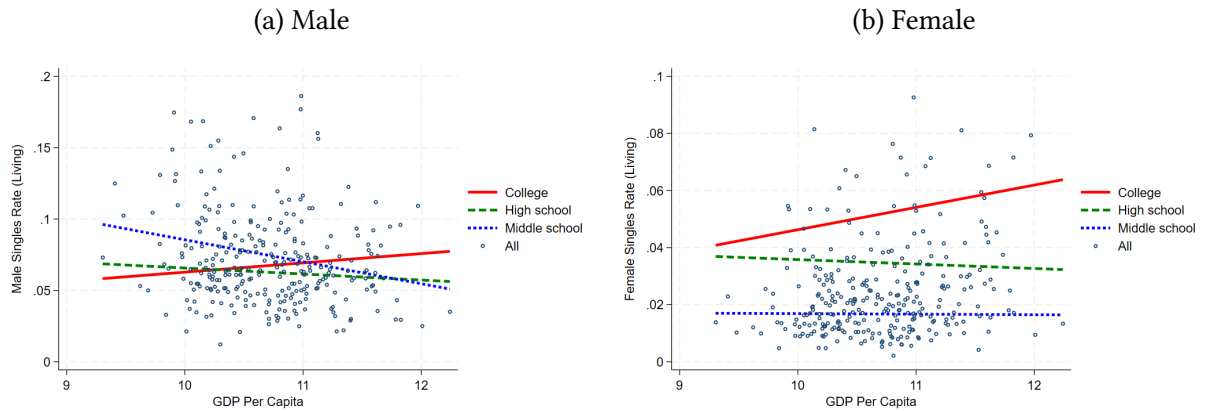 (a) Male
.2
.15
.1
.05
0
Male Singles Rate (Living)
9
10
11
12
GDP Per Capita
College
High school
Middle school
All
(b) Female
.1
.08
.06
.04
.02
0
Female Singles Rate (Living)
9
10
11
12
GDP Per Capita
College
High school
Middle school
All